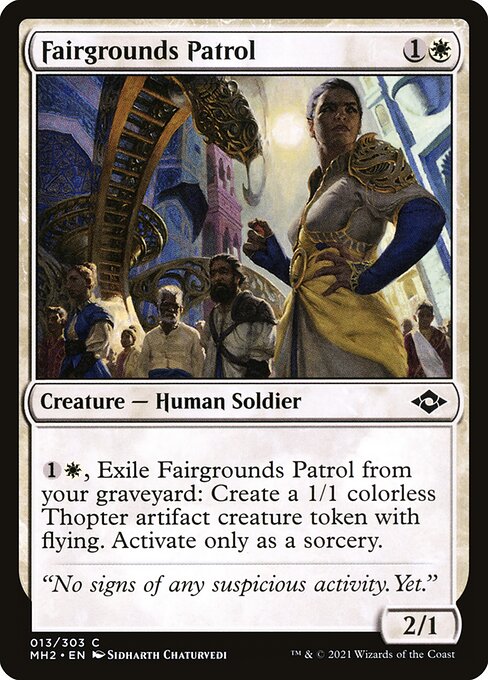 Fairgrounds Patrol 1
Creature — Human Soldier
1, Exile Fairgrounds Patrol from
your graveyard: Create a 1/1 colorless
Thopter artifact creature token with
flying. Activate only as a sorcery.
“No signs of any suspicious activity. Yet.”
2/1
013/303 C
MH2 • EN Sidharth Chaturvedi
™ & © 2021 Wizards of the Coast